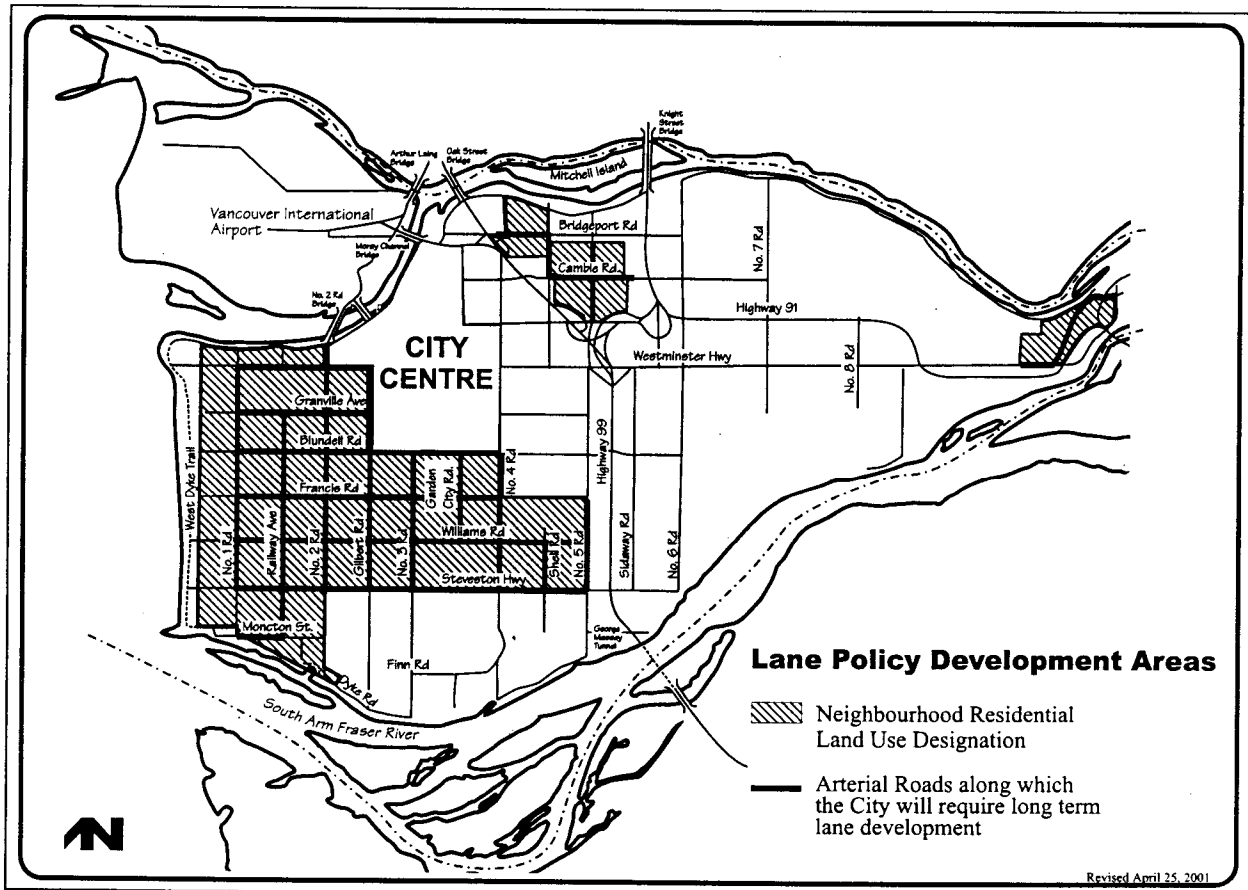 Knight
Street
Bridge
Arthur Laing
Bridge
Oak Street
Bridge
Mitchell Island
Vancouver International
Airport
Bridgeport Rd
Moray Channel
Bridge
No. 7 Rd
Cambie Rd.
No. 2 Rd
Bridge
Highway 91
CITY
CENTRE
Westminster Hwy
No. 8 Rd
Granville Ave
Blundell Rd
West Dyke Trail
No. 4 Rd
Highway 99
Garden
City Rd.
Francis Rd
No. 1 Rd
Railway Ave
No. 2 Rd
Gilbert Rd
No. 3 Rd
Williams Rd
Shell Rd
No. 5 Rd
Sidaway Rd
No. 6 Rd
Steveston Hwy
Moncton St.
George
Massey
Tunnel
Finn Rd
Dyke Rd
South Arm Fraser River
Lane Policy Development Areas
Neighbourhood Residential
Land Use Designation
Arterial Roads along which
the City will require long term
lane development
N
Revised April 25, 2001